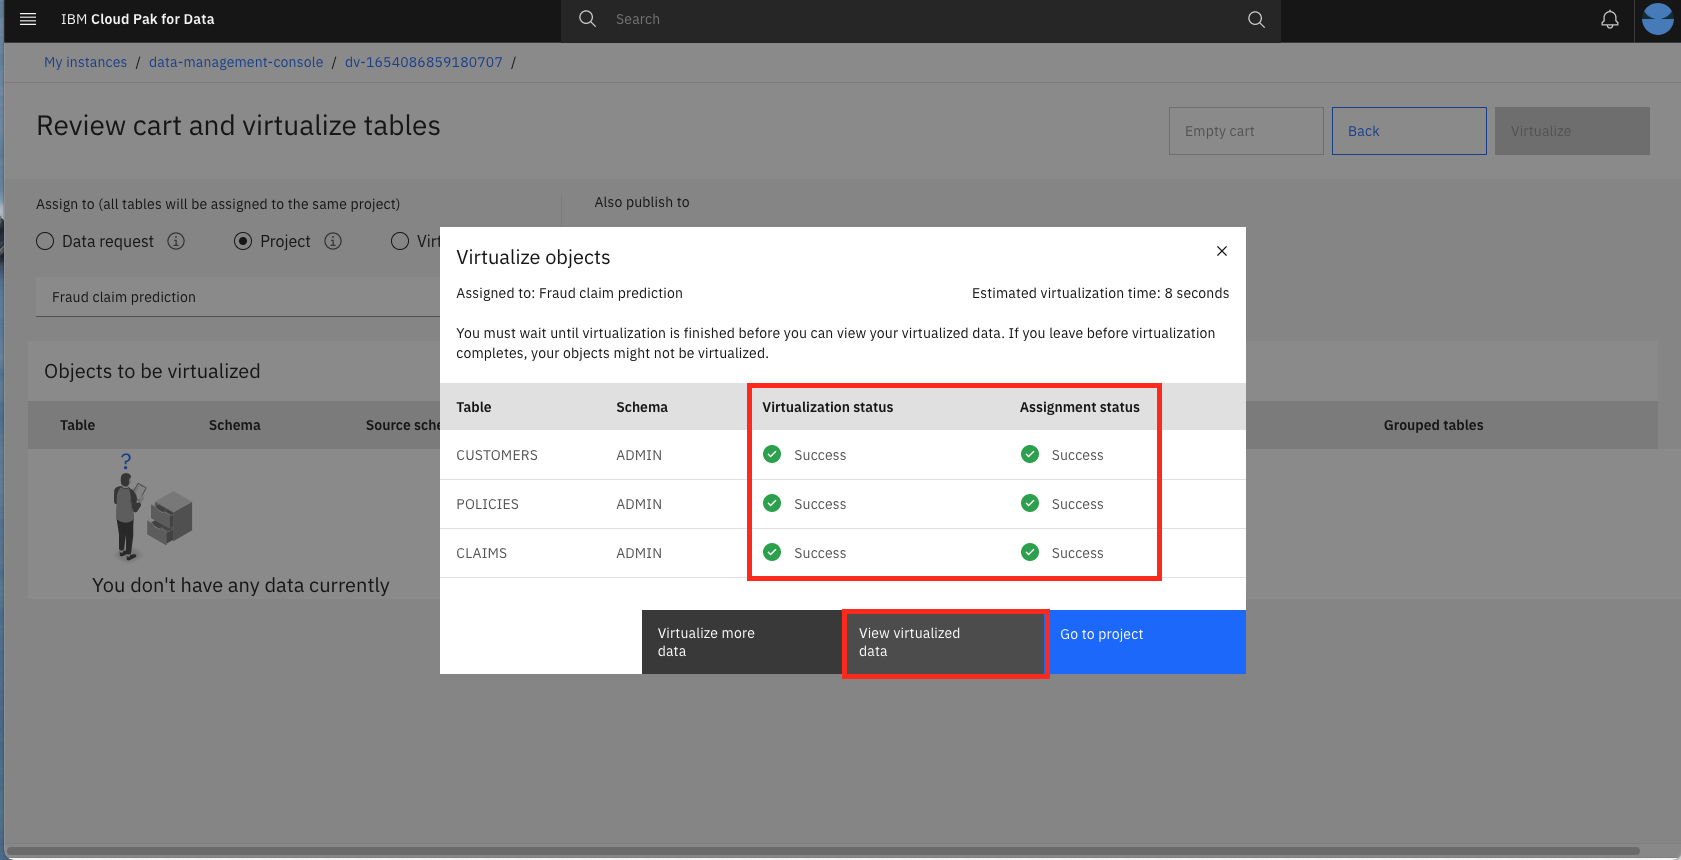 IBM Cloud Pak for Data
Search
My instances / data-management-console / dv-1654086859180707 /
Review cart and virtualize tables
Empty cart
Back
Virtualize
Assign to (all tables will be assigned to the same project)
Also publish to
Data request
Project
Virt
Fraud claim prediction
Objects to be virtualized
Table
Schema
Source sche
Grouped tables
?
You don't have any data currently
Virtualize objects
Assigned to: Fraud claim prediction
Estimated virtualization time: 8 seconds
You must wait until virtualization is finished before you can view your virtualized data. If you leave before virtualization
completes, your objects might not be virtualized.
Table Schema Virtualization status Assignment status
CUSTOMERS ADMIN Success Success
POLICIES ADMIN Success Success
CLAIMS ADMIN Success Success
Virtualize more
data
View virtualized
data
Go to project